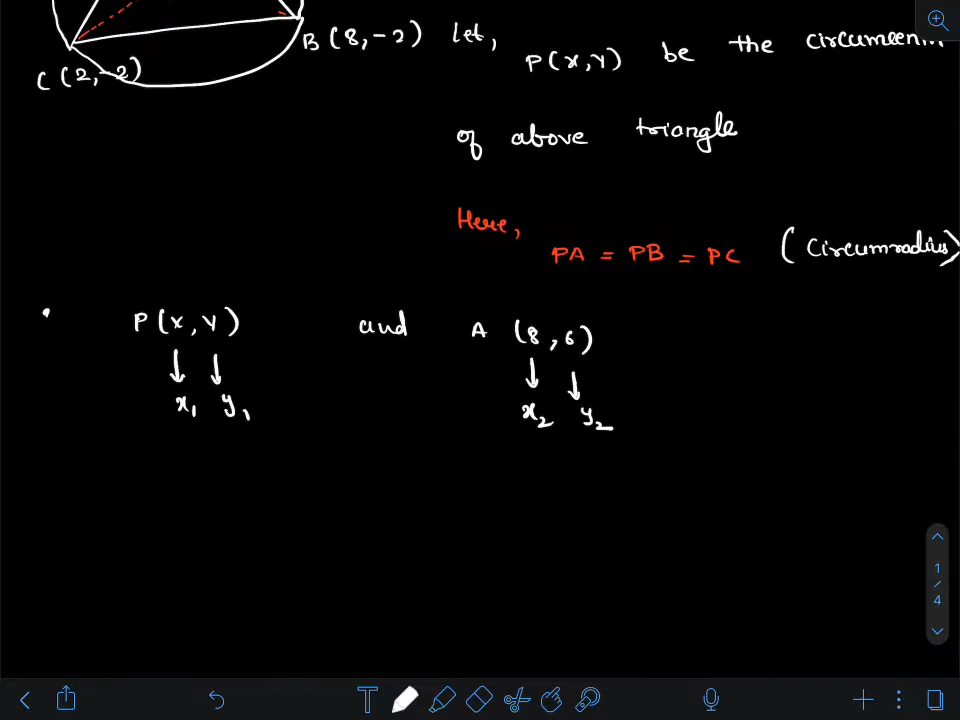 B (8, -2) Let,
P(x, y) be the circumcentr
C (2, -2)
of above triangle
Here,
PA = PB = PC (Circumradius)
P (x, y) and A (8, 6)
↓ ↓ ↓ ↓
x₁ y₁ x₂ y₂
1
/
4
T